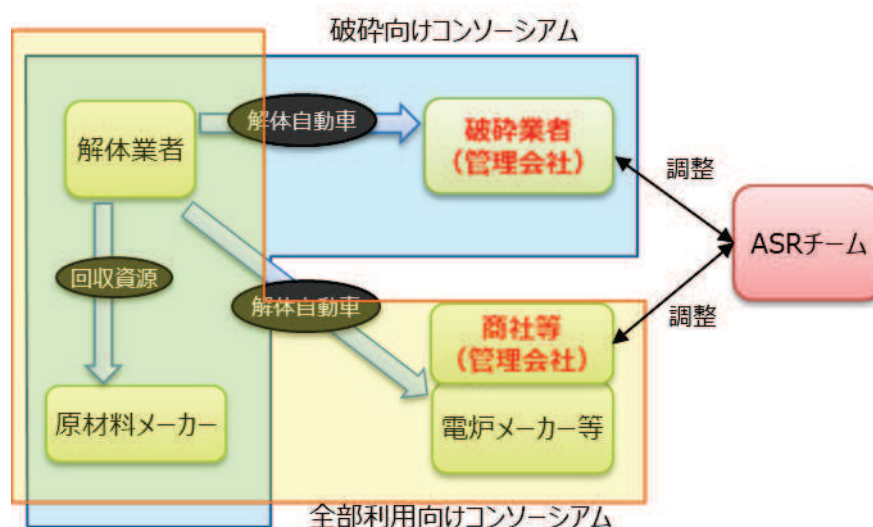 破砕向けコンソーシアム
解体業者
解体自動車
破砕業者
(管理会社)
調整
ASRチーム
回収資源
解体自動車
商社等
(管理会社)
調整
原材料メーカー
電炉メーカー等
全部利用向けコンソーシアム